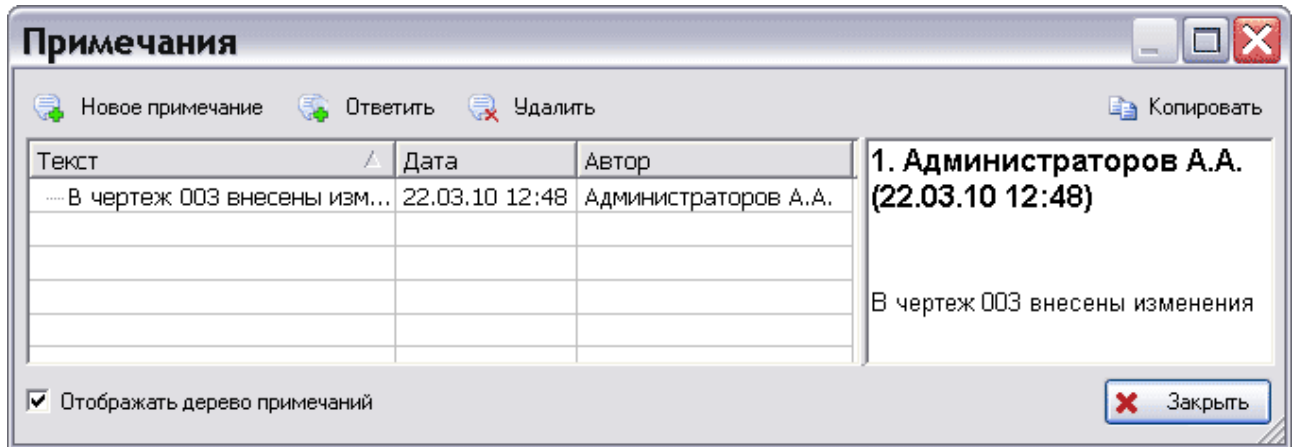 Примечания
Новое примечание Ответить Удалить Копировать
Текст Дата Автор
В чертеж 003 внесены изм... 22.03.10 12:48 Администраторов А.А.
1. Администраторов А.А.
(22.03.10 12:48)
В чертеж 003 внесены изменения
Отображать дерево примечаний
Закрыть